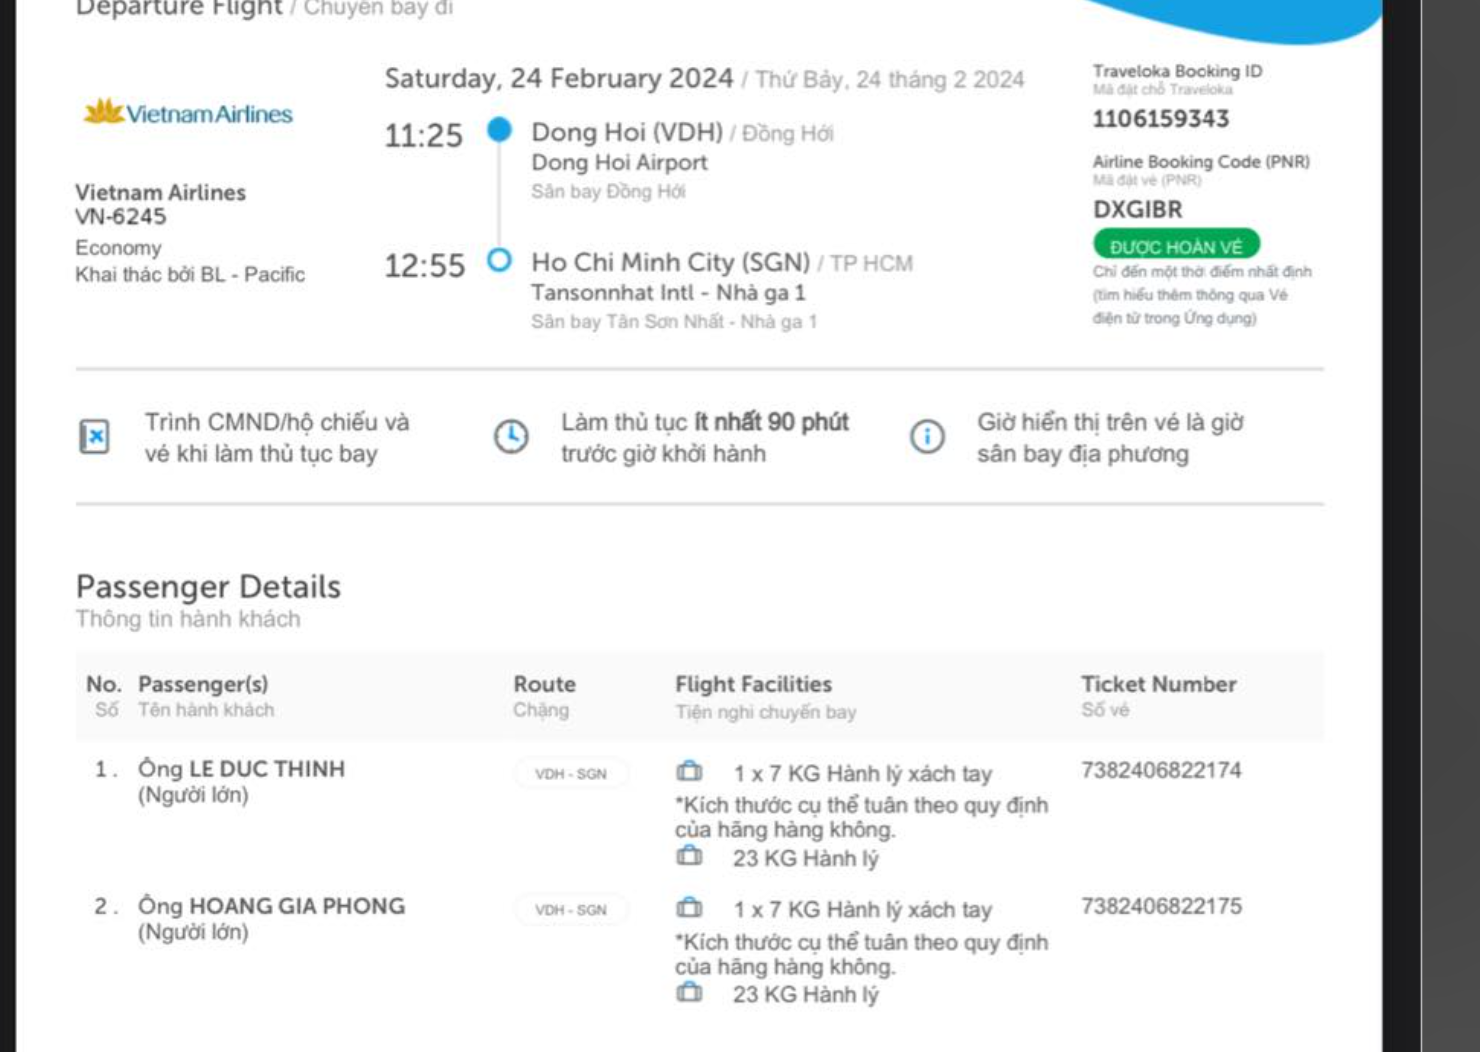 Departure Flight / Chuyến bay đi
Saturday, 24 February 2024 / Thứ Bảy, 24 tháng 2 2024
Vietnam Airlines
Vietnam Airlines
VN-6245
Economy
Khai thác bởi BL - Pacific
11:25
Dong Hoi (VDH) / Đồng Hới
Dong Hoi Airport
Sân bay Đồng Hới
12:55
Ho Chi Minh City (SGN) / TP HCM
Tansonnhat Intl - Nhà ga 1
Sân bay Tân Sơn Nhất - Nhà ga 1
Traveloka Booking ID
Mã đặt chỗ Traveloka
1106159343
Airline Booking Code (PNR)
Mã đặt vé (PNR)
DXGIBR
ĐƯỢC HOÀN VÉ
Chỉ đến một thời điểm nhất định
(tìm hiểu thêm thông qua Vé
điện tử trong Ứng dụng)
Trình CMND/hộ chiếu và
vé khi làm thủ tục bay
Làm thủ tục ít nhất 90 phút
trước giờ khởi hành
Giờ hiển thị trên vé là giờ
sân bay địa phương
Passenger Details
Thông tin hành khách
No. Passenger(s) Route Flight Facilities Ticket Number
Số Tên hành khách Chặng Tiện nghi chuyến bay Số vé
1. Ông LE DUC THINH VDH - SGN 1 x 7 KG Hành lý xách tay 7382406822174
(Người lớn) *Kích thước cụ thể tuân theo quy định
của hãng hàng không.
23 KG Hành lý
2. Ông HOANG GIA PHONG VDH - SGN 1 x 7 KG Hành lý xách tay 7382406822175
(Người lớn) *Kích thước cụ thể tuân theo quy định
của hãng hàng không.
23 KG Hành lý